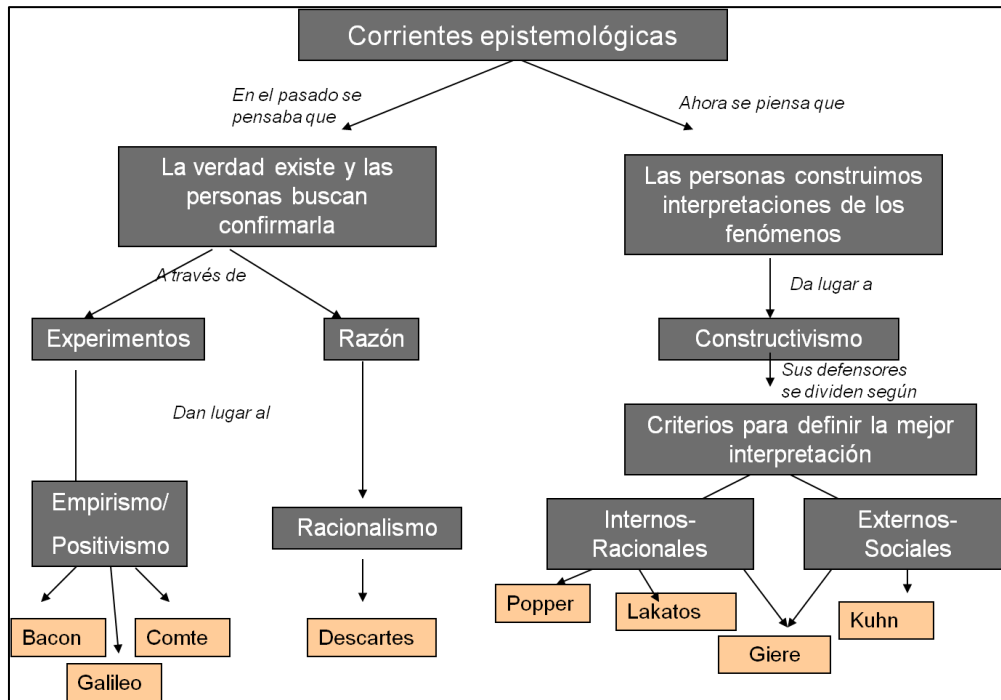 Corrientes epistemológicas
En el pasado se
pensaba que
Ahora se piensa que
La verdad existe y las
personas buscan
confirmarla
Las personas construimos
interpretaciones de los
fenómenos
A través de
Da lugar a
Experimentos
Razón
Constructivismo
Sus defensores
se dividen según
Dan lugar al
Criterios para definir la mejor
interpretación
Empirismo/
Positivismo
Racionalismo
Internos-
Racionales
Externos-
Sociales
Popper
Lakatos
Kuhn
Bacon
Comte
Descartes
Giere
Galileo